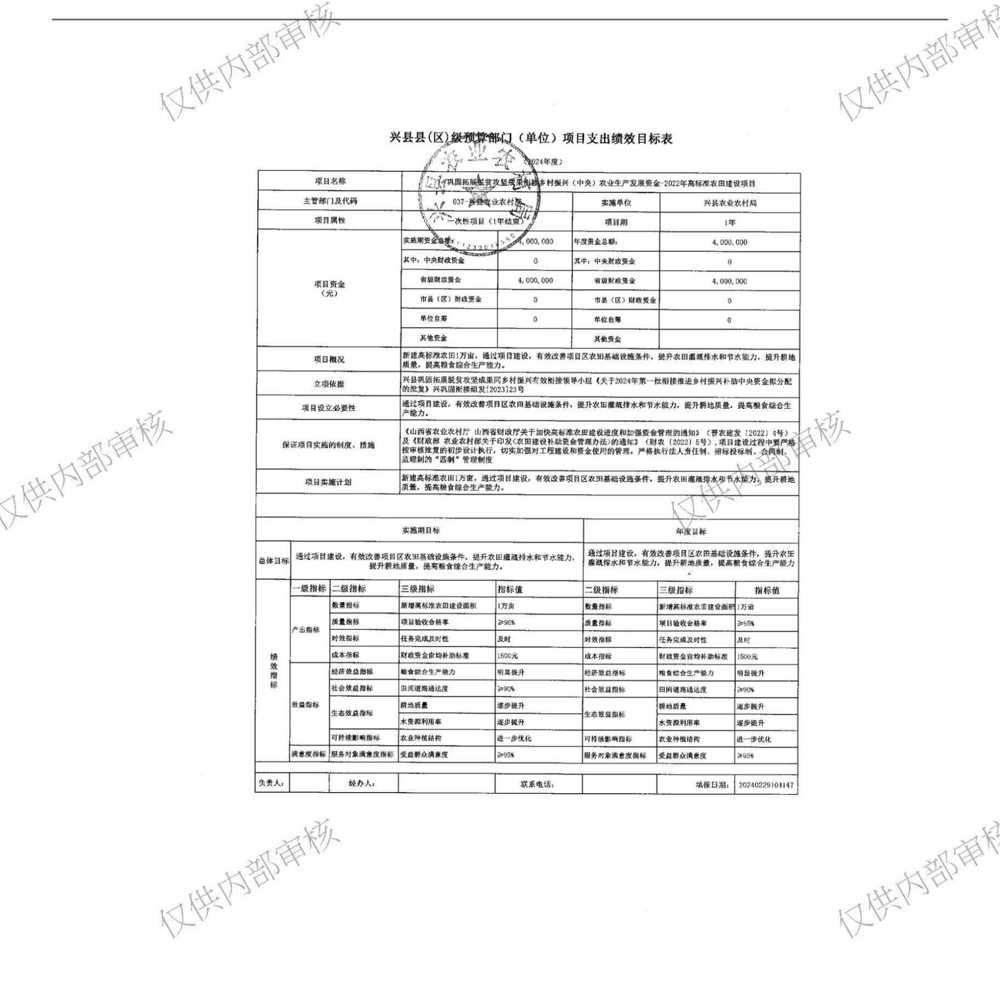 兴县县(区)级预算部门（单位）项目支出绩效目标表
（2024年度）
项目名称 巩固拓展脱贫攻坚成果衔接乡村振兴（中央）农业生产发展资金-2022年高标准农田建设项目
主管部门及代码 037-兴县农业农村局 实施单位 兴县农业农村局
项目属性 一次性项目（1年结束） 项目期 1年
项目资金
（元）
实施期资金总额： 4,000,000 年度资金总额： 4,000,000
其中：中央财政资金 0 其中：中央财政资金 0
省级财政资金 4,000,000 省级财政资金 4,000,000
市县（区）财政资金 0 市县（区）财政资金 0
单位自筹 0 单位自筹 0
其他资金 其他资金
项目概况 新建高标准农田1万亩，通过项目建设，有效改善项目区农田基础设施条件，提升农田灌溉排水和节水能力，提升耕地
质量，提高粮食综合生产能力。
立项依据 兴县巩固拓展脱贫攻坚成果同乡村振兴有效衔接领导小组《关于2024年第一批衔接推进乡村振兴补助中央资金拟分配
的批复》兴巩固衔接组发[2023]23号
项目设立必要性 通过项目建设，有效改善项目区农田基础设施条件，提升农田灌溉排水和节水能力，提升耕地质量，提高粮食综合生
产能力。
保证项目实施的制度、措施 《山西省农业农村厅 山西省财政厅关于加快高标准农田建设进度和加强资金管理的通知》（晋农建发〔2022〕4号）
及《财政部 农业农村部关于印发<农田建设补助资金管理办法>的通知》（财农〔2022〕5号）,项目建设过程中要严格
按审核批复的初步设计执行，切实加强对工程建设和资金使用的管理，严格执行法人责任制、招标投标制、合同制、
监理制的“四制”管理制度
项目实施计划 新建高标准农田1万亩，通过项目建设，有效改善项目区农田基础设施条件，提升农田灌溉排水和节水能力，提升耕地
质量，提高粮食综合生产能力。
实施期目标 年度目标
总体目标 通过项目建设，有效改善项目区农田基础设施条件，提升农田灌溉排水和节水能力，
提升耕地质量，提高粮食综合生产能力。
通过项目建设，有效改善项目区农田基础设施条件，提升农田
灌溉排水和节水能力，提升耕地质量，提高粮食综合生产能力
。
绩效指标
一级指标 二级指标 三级指标 指标值 二级指标 三级指标 指标值
产出指标
数量指标 新增高标准农田建设面积 1万亩 数量指标 新增高标准农田建设面积 1万亩
质量指标 项目验收合格率 ≥95% 质量指标 项目验收合格率 ≥95%
时效指标 任务完成及时性 及时 时效指标 任务完成及时性 及时
成本指标 财政资金亩均补助标准 1500元 成本指标 财政资金亩均补助标准 1500元
效益指标
经济效益指标 粮食综合生产能力 明显提升 经济效益指标 粮食综合生产能力 明显提升
社会效益指标 田间道路通达度 ≥90% 社会效益指标 田间道路通达度 ≥90%
生态效益指标 耕地质量 逐步提升 生态效益指标 耕地质量 逐步提升
水资源利用率 逐步提升 水资源利用率 逐步提升
可持续影响指标 农业种植结构 进一步优化 可持续影响指标 农业种植结构 进一步优化
满意度指标 服务对象满意度指标 受益群众满意度 ≥95% 服务对象满意度指标 受益群众满意度 ≥95%
负责人： 经办人： 联系电话： 填报日期： 20240229104147
仅供内部审核
仅供内部审核
仅供内部审核
仅供内部审核
仅供内部审核
仅供内部审核